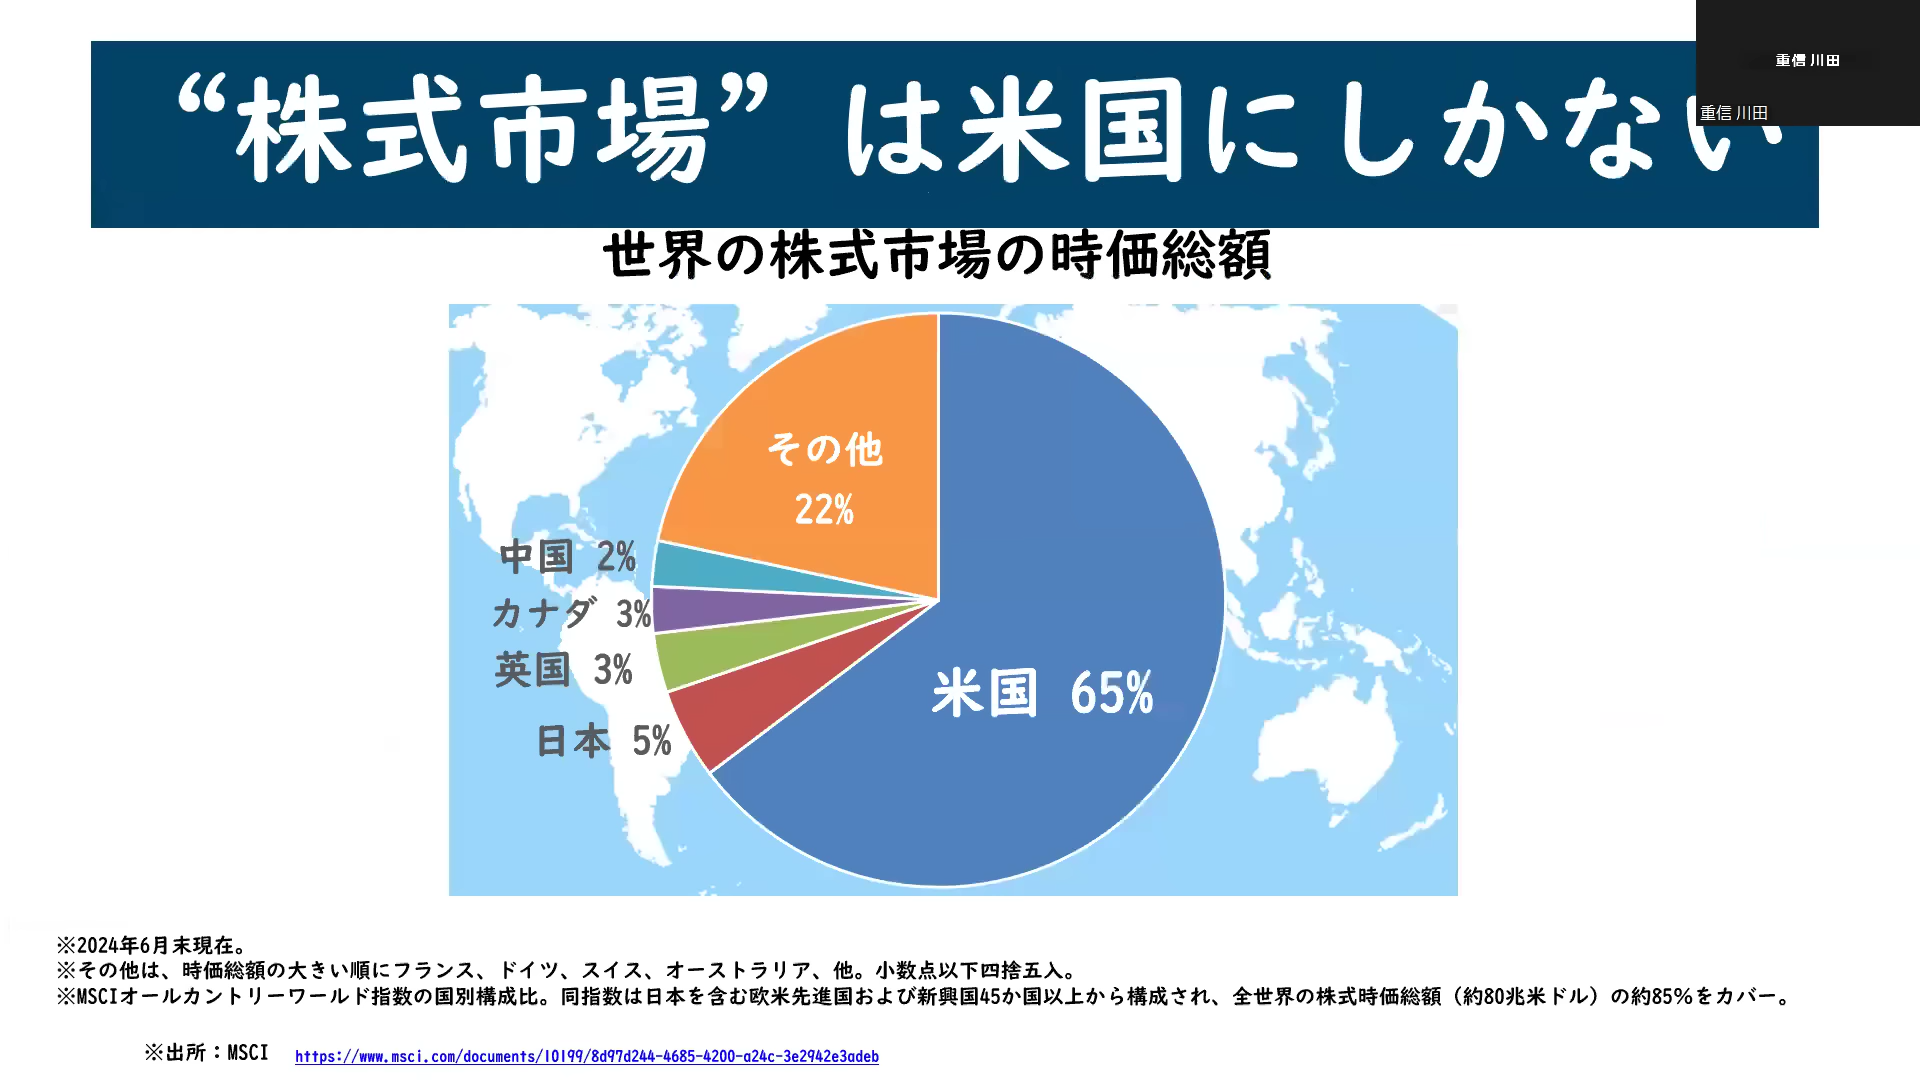 “株式市場” は米国にしかない
重信 川田
重信 川田
世界の株式市場の時価総額
その他
22%
中国 2%
カナダ 3%
英国 3%
日本 5%
米国 65%
※2024年6月末現在。
※その他は、時価総額の大きい順にフランス、ドイツ、スイス、オーストラリア、他。小数点以下四捨五入。
※MSCIオールカントリーワールド指数の国別構成比。同指数は日本を含む欧米先進国および新興国45か国以上から構成され、全世界の株式時価総額（約80兆米ドル）の約85％をカバー。
※出所：MSCI https://www.msci.com/documents/10199/8d97d244-4685-4200-a24c-3e2942e3adeb